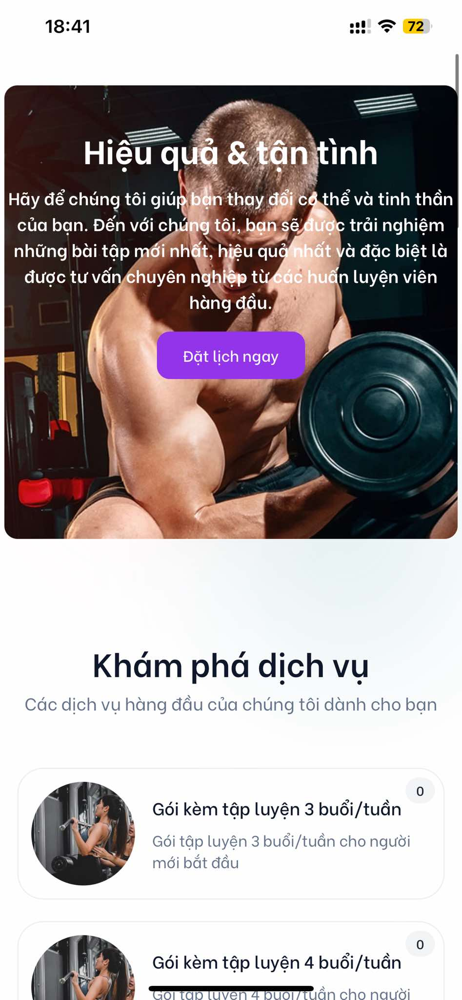 18:41
72
Hiệu quả & tận tình
Hãy để chúng tôi giúp bạn thay đổi cơ thể và tinh thần
của bạn. Đến với chúng tôi, bạn sẽ được trải nghiệm
những bài tập mới nhất, hiệu quả nhất và đặc biệt là
được tư vấn chuyên nghiệp từ các huấn luyện viên
hàng đầu.
Đặt lịch ngay
Khám phá dịch vụ
Các dịch vụ hàng đầu của chúng tôi dành cho bạn
0
Gói kèm tập luyện 3 buổi/tuần
Gói tập luyện 3 buổi/tuần cho người
mới bắt đầu
0
Gói kèm tập luyện 4 buổi/tuần
Gói tập luyện 4 buổi/tuần cho người